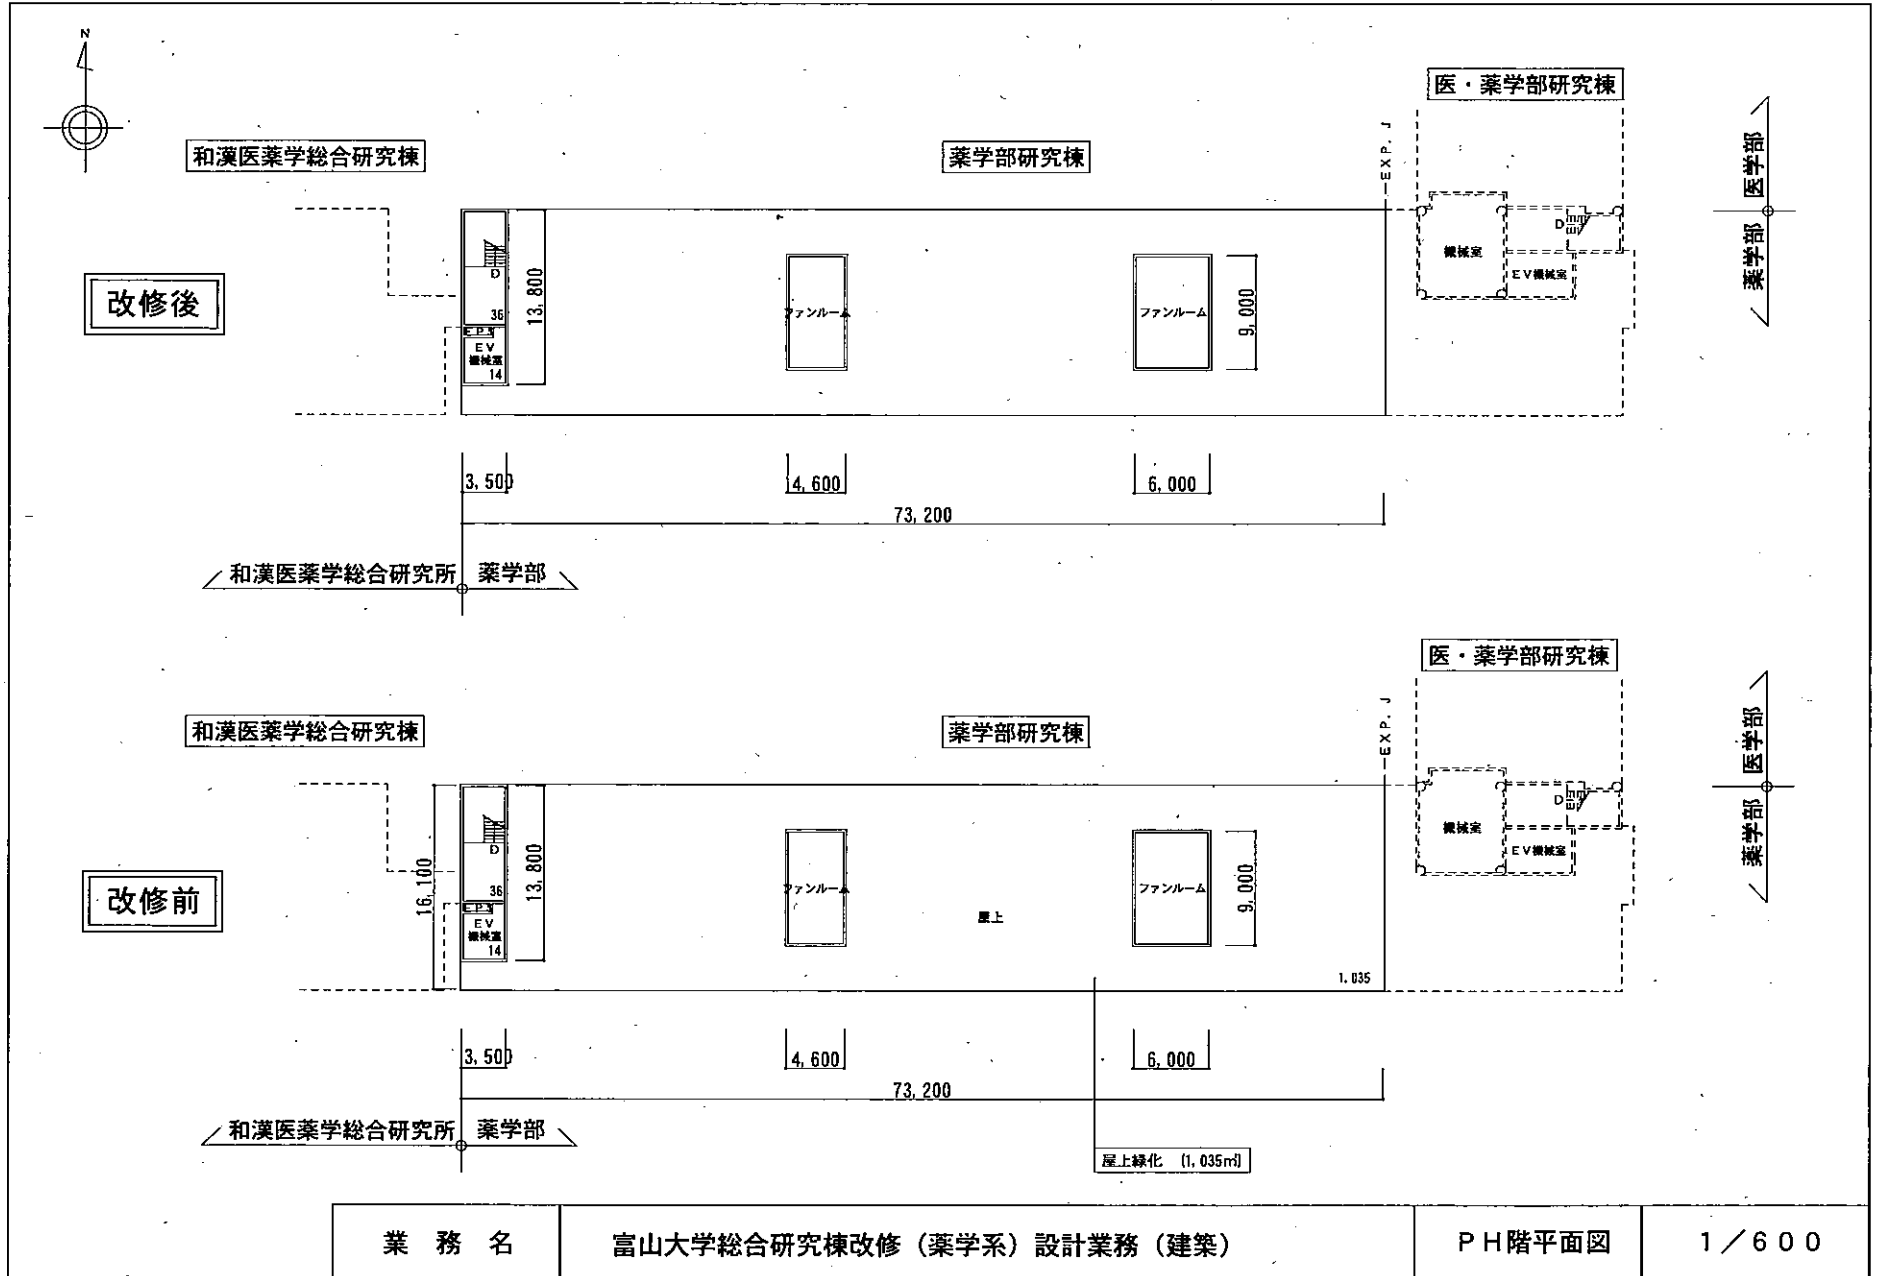 N
医・薬学部研究棟
和漢医薬学総合研究棟
薬学部研究棟
EXP. J
医学部
薬学部
改修後
D
36
EPS
EV
機械室
14
13,800
ファンルーム
ファンルーム
9,000
機械室
D
EV機械室
3,500
4,600
6,000
73,200
和漢医薬学総合研究所
薬学部
医・薬学部研究棟
和漢医薬学総合研究棟
薬学部研究棟
EXP. J
医学部
薬学部
改修前
16,100
D
36
EPS
EV
機械室
14
13,800
ファンルーム
屋上
ファンルーム
9,000
1,035
機械室
D
EV機械室
3,500
4,600
6,000
73,200
和漢医薬学総合研究所
薬学部
屋上緑化 (1,035㎡)
業務名
富山大学総合研究棟改修（薬学系）設計業務（建築）
PH階平面図
1/600